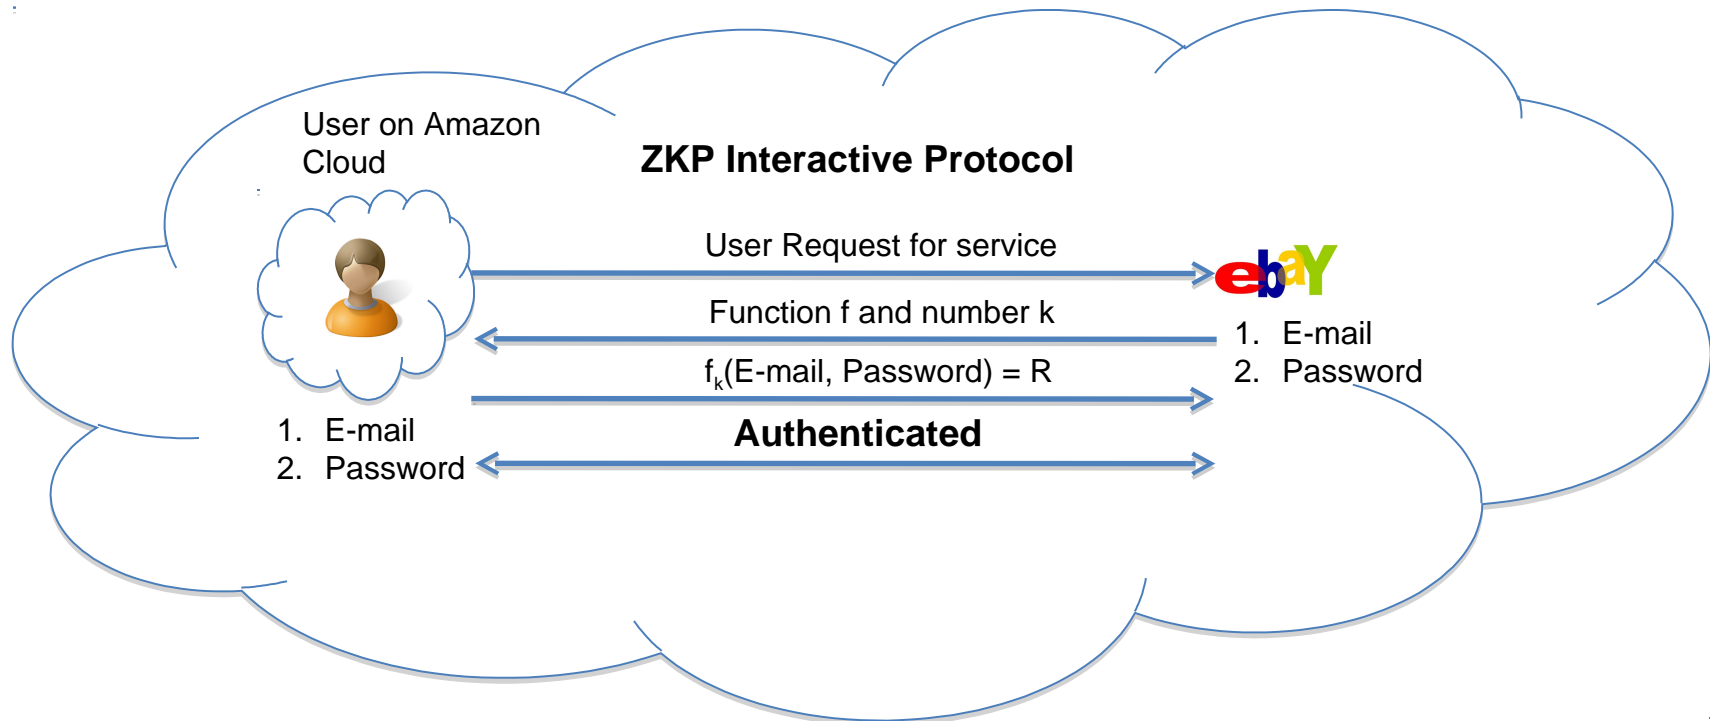 User on Amazon
Cloud
ZKP Interactive Protocol
User Request for service
ebaY
Function f and number k
1. E-mail
2. Password
fₖ(E-mail, Password) = R
1. E-mail
2. Password
Authenticated